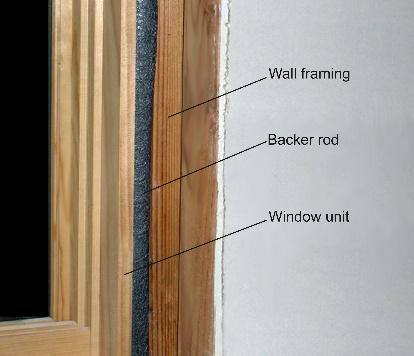 Wall framing
Backer rod
Window unit